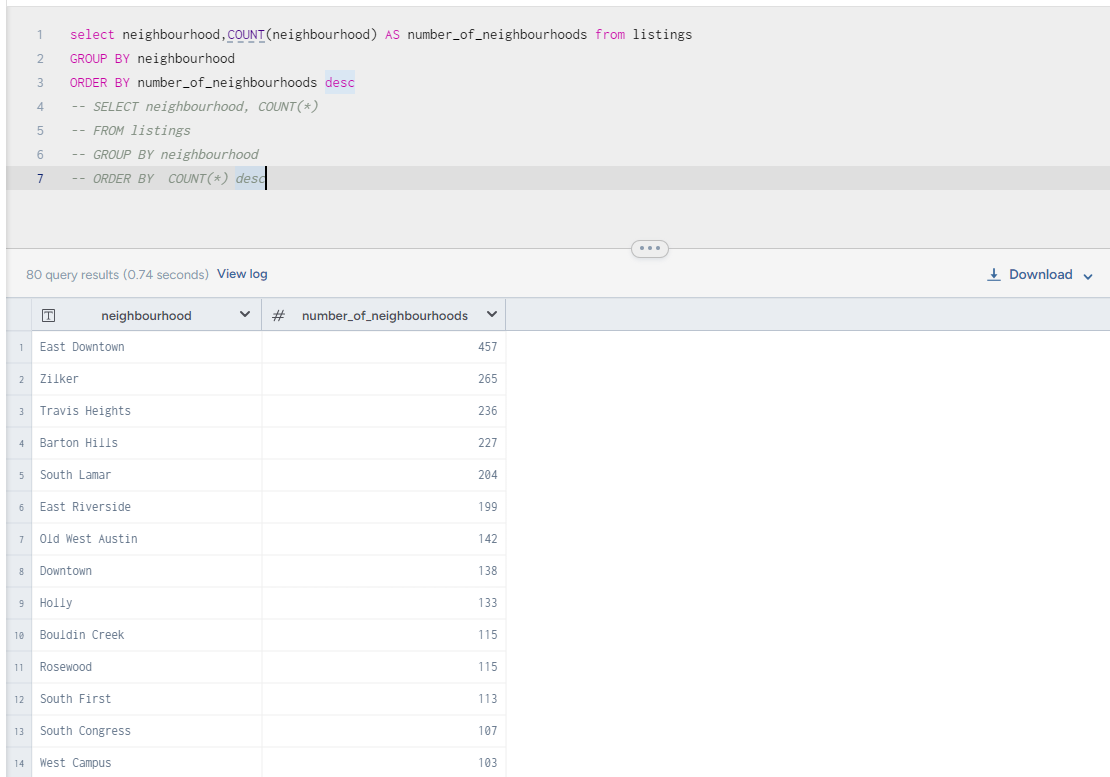 1 select neighbourhood,COUNT(neighbourhood) AS number_of_neighbourhoods from listings
2 GROUP BY neighbourhood
3 ORDER BY number_of_neighbourhoods desc
4 -- SELECT neighbourhood, COUNT(*)
5 -- FROM listings
6 -- GROUP BY neighbourhood
7 -- ORDER BY  COUNT(*) desc
80 query results (0.74 seconds) View log Download
T neighbourhood # number_of_neighbourhoods
1 East Downtown 457
2 Zilker 265
3 Travis Heights 236
4 Barton Hills 227
5 South Lamar 204
6 East Riverside 199
7 Old West Austin 142
8 Downtown 138
9 Holly 133
10 Bouldin Creek 115
11 Rosewood 115
12 South First 113
13 South Congress 107
14 West Campus 103